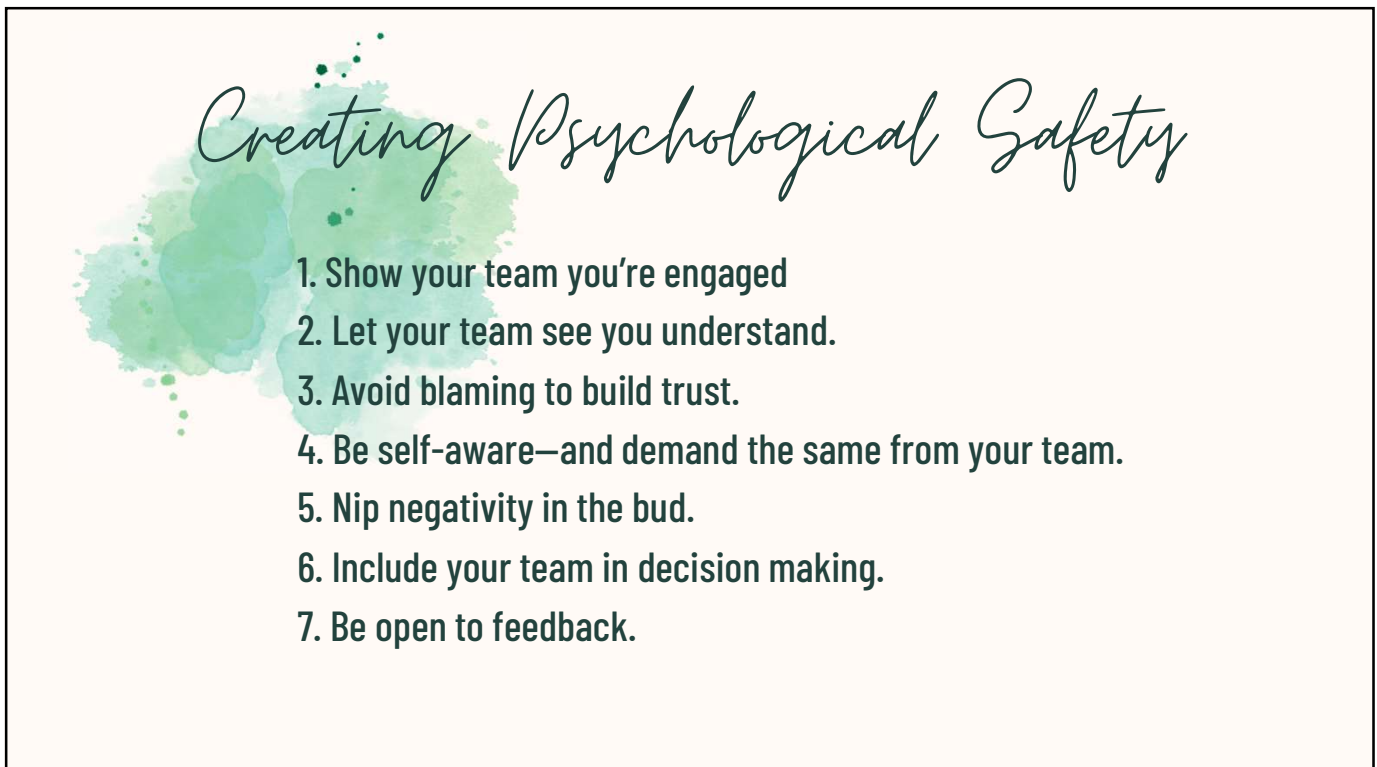 Creating Psychological Safety
1. Show your team you're engaged
2. Let your team see you understand.
3. Avoid blaming to build trust.
4. Be self-aware—and demand the same from your team.
5. Nip negativity in the bud.
6. Include your team in decision making.
7. Be open to feedback.